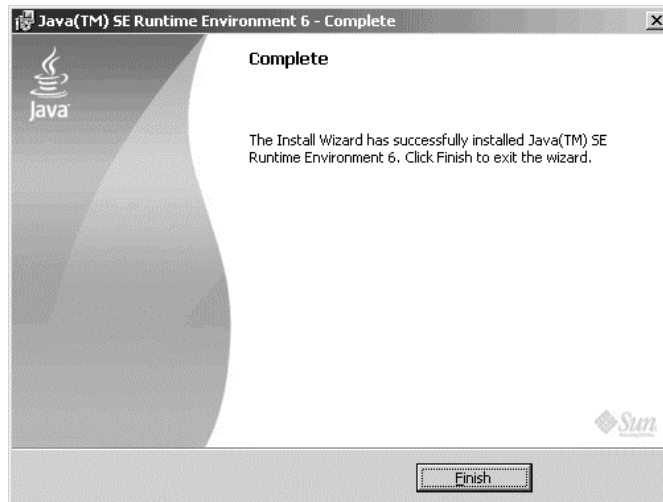 Java(TM) SE Runtime Environment 6 - Complete
Java
Complete
The Install Wizard has successfully installed Java(TM) SE
Runtime Environment 6. Click Finish to exit the wizard.
Sun
Finish